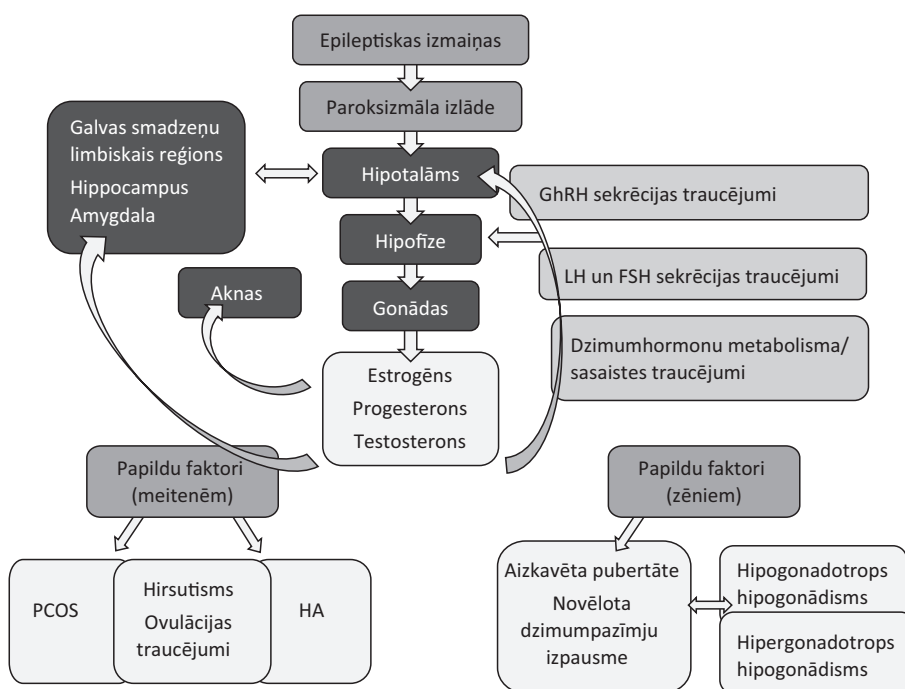 Epileptiskas izmaiņas
Paroksizmāla izlāde
Galvas smadzeņu
limbiskais reģions
Hippocampus
Amygdala
Hipotalāms
GhRH sekrēcijas traucējumi
Hipofīze
LH un FSH sekrēcijas traucējumi
Aknas
Gonādas
Dzimumhormonu metabolisma/
sasaistes traucējumi
Estrogēns
Progesterons
Testosterons
Papildu faktori
(meitenēm)
Papildu faktori
(zēniem)
PCOS
Hirsutisms
Ovulācijas
traucējumi
HA
Aizkavēta pubertāte
Novēlota
dzimumpazīmju
izpausme
Hipogonadotrops
hipogonādisms
Hipergonadotrops
hipogonādisms